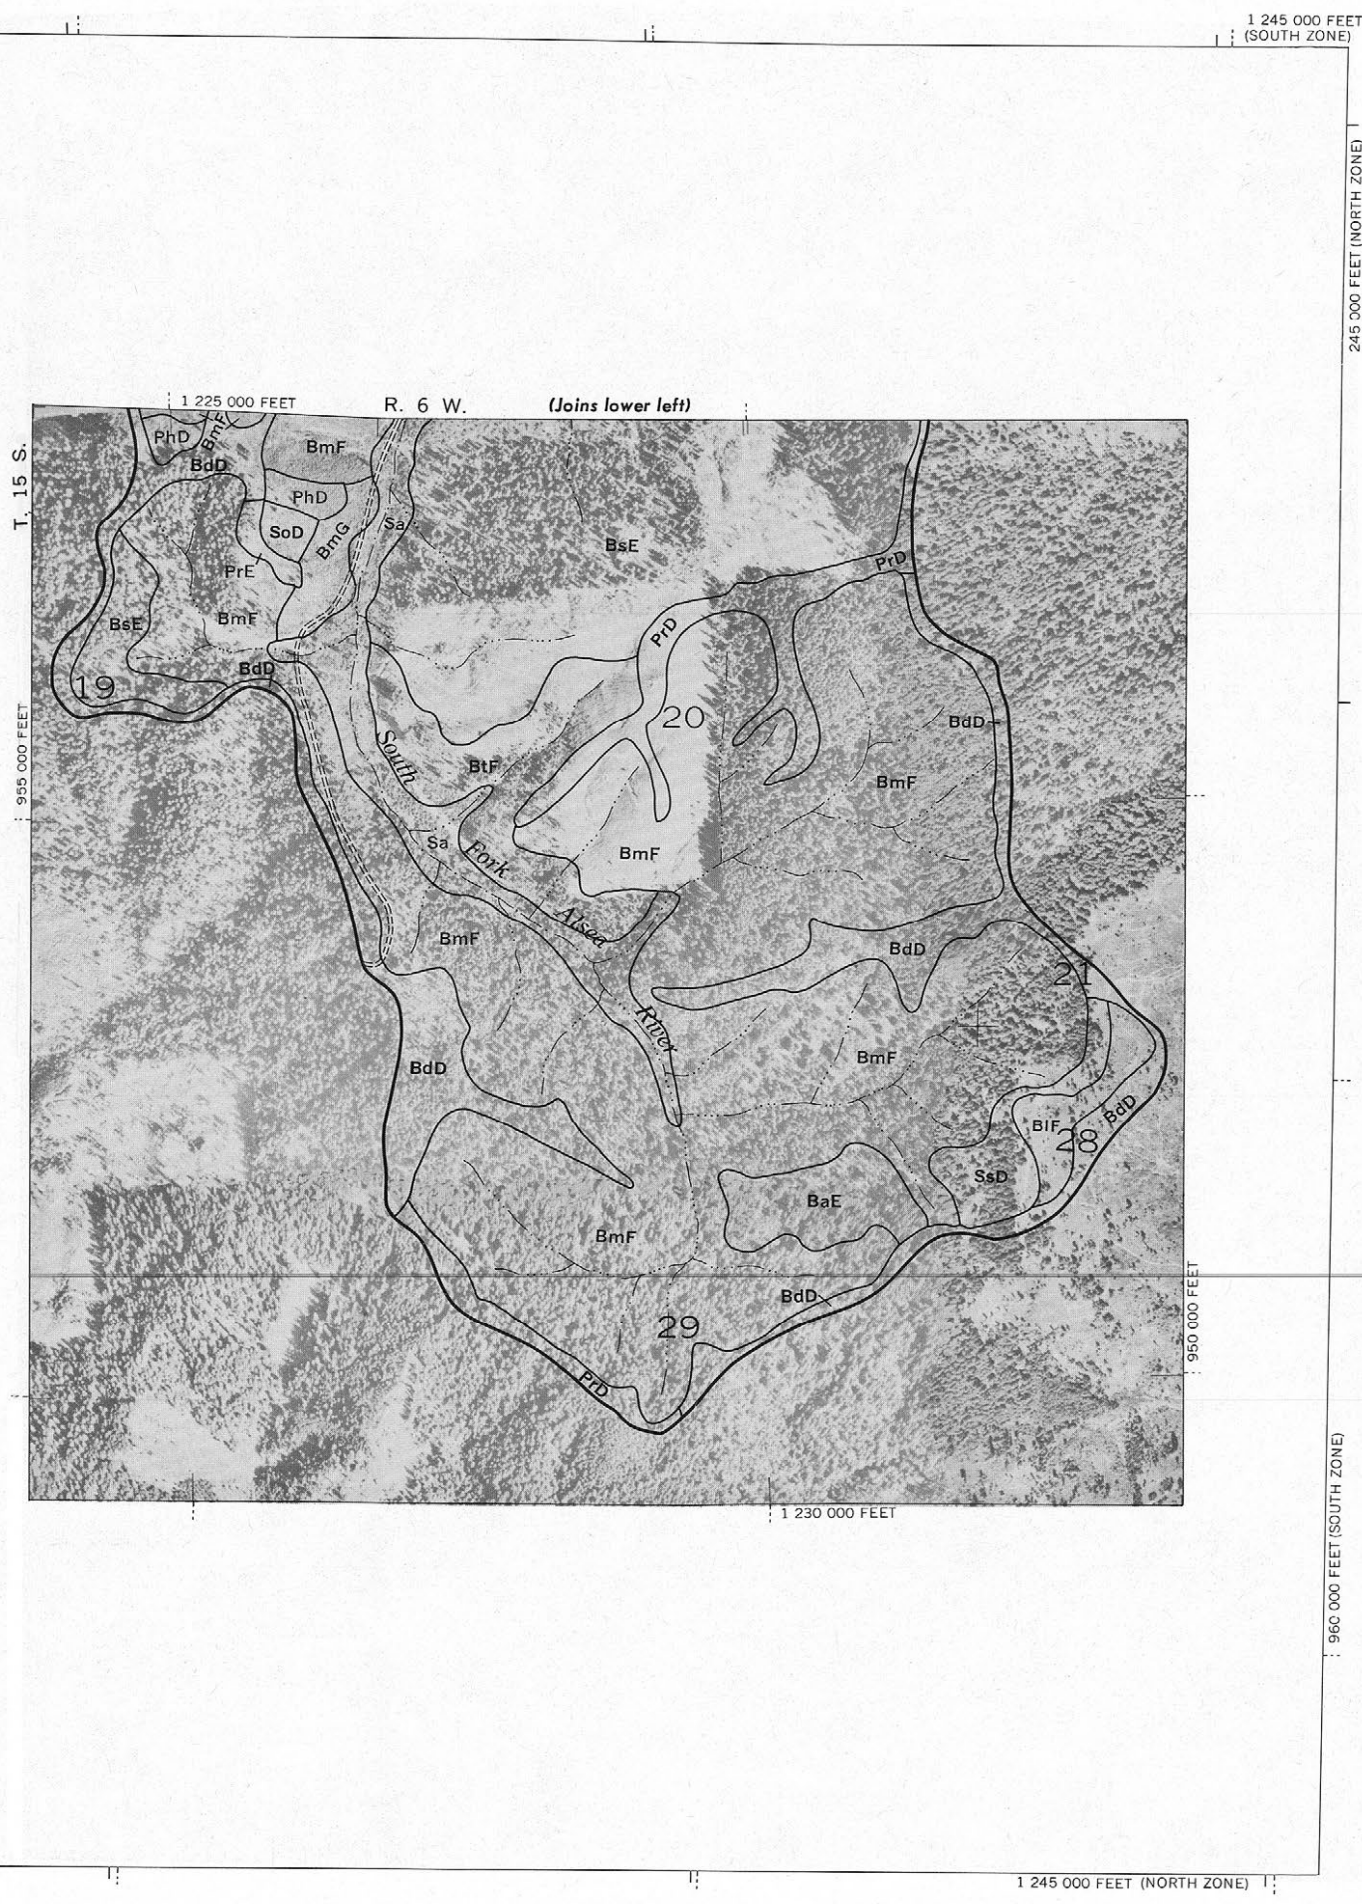 1 245 000 FEET
(SOUTH ZONE)
245 000 FEET (NORTH ZONE)
1 225 000 FEET
R. 6 W.
(Joins lower left)
T. 15 S.
PhD
BmF
BmF
BdD
PhD
Sa
SoD
BmG
BsE
PrD
PrE
BmF
BsE
PrD
BdD
19
20
BdD
955 000 FEET
South
BtF
BmF
Sa
Fork
BmF
Alsea
BmF
BdD
21
River
BmF
BdD
BdD
BlF
28
SsD
BaE
BmF
BdD
950 000 FEET
29
PrD
1 230 000 FEET
960 000 FEET (SOUTH ZONE)
1 245 000 FEET (NORTH ZONE)